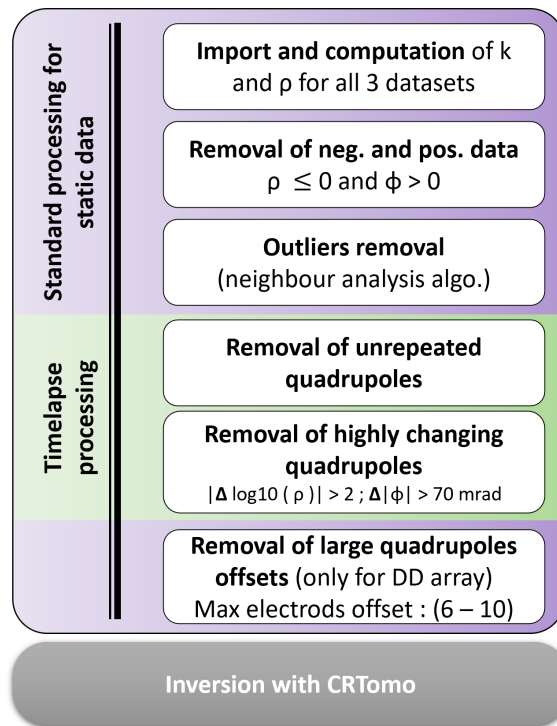 Standard processing for
static data
Import and computation of k
and ρ for all 3 datasets
Removal of neg. and pos. data
ρ ≤ 0 and ϕ > 0
Outliers removal
(neighbour analysis algo.)
Timelapse
processing
Removal of unrepeated
quadrupoles
Removal of highly changing
quadrupoles
|Δ log10 ( ρ )| > 2 ; Δ|ϕ| > 70 mrad
Removal of large quadrupoles
offsets (only for DD array)
Max electrods offset : (6 – 10)
Inversion with CRTomo